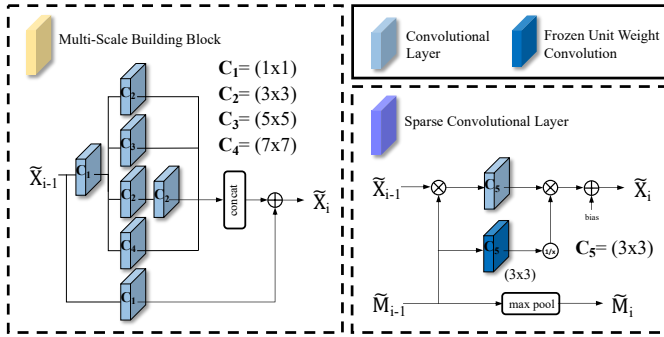 Multi-Scale Building Block
C₁= (1x1)
C₂= (3x3)
C₃= (5x5)
C₄= (7x7)
C₂
C₃
X̃ᵢ₋₁
C₁
C₂
C₂
concat
X̃ᵢ
C₄
C₁
Convolutional
Layer
Frozen Unit Weight
Convolution
Sparse Convolutional Layer
X̃ᵢ₋₁
C₅
X̃ᵢ
bias
C₅
1/x
C₅= (3x3)
(3x3)
M̃ᵢ₋₁
max pool
M̃ᵢ